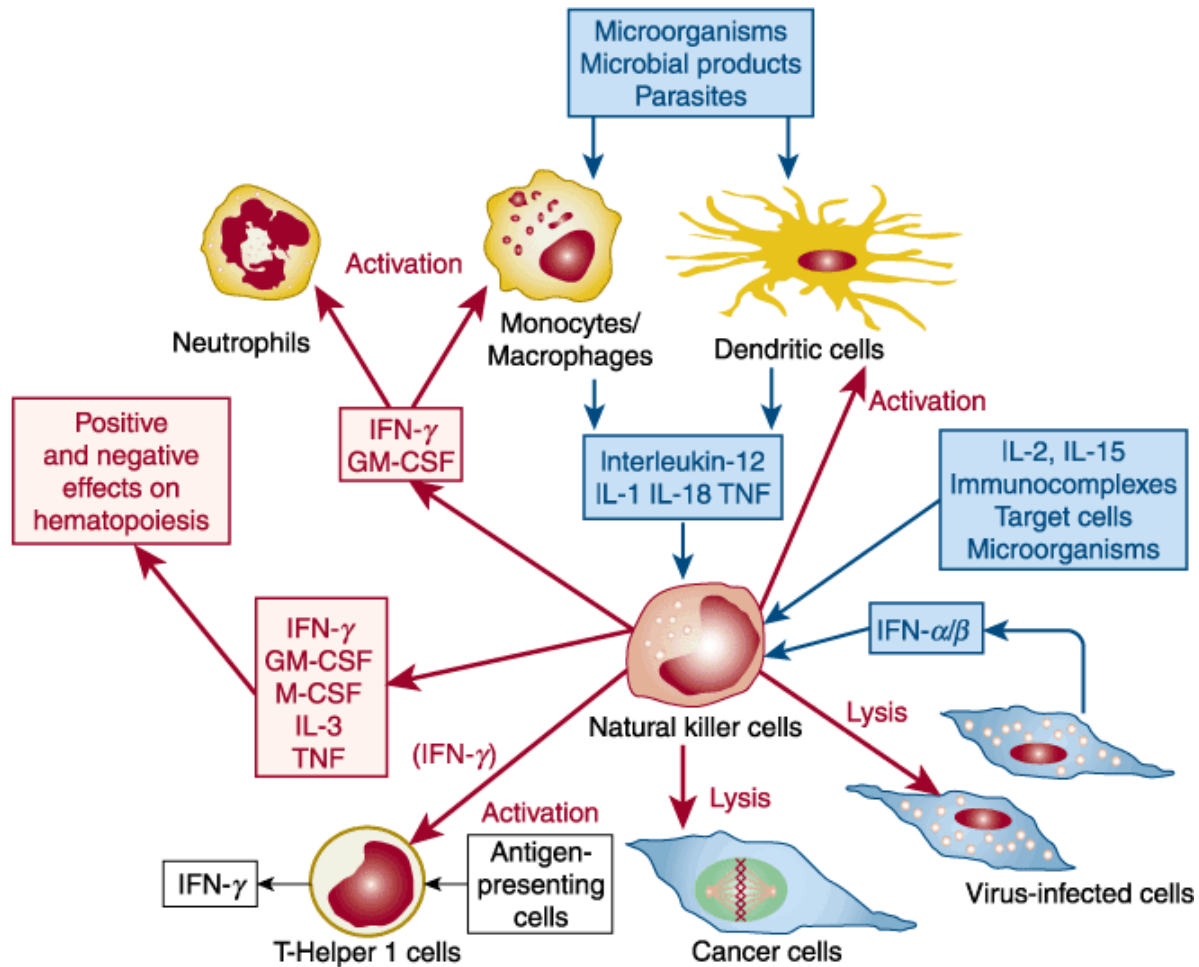 Microorganisms
Microbial products
Parasites
Activation
Neutrophils
Monocytes/
Macrophages
Dendritic cells
Activation
Positive
and negative
effects on
hematopoiesis
IFN-γ
GM-CSF
Interleukin-12
IL-1 IL-18 TNF
IL-2, IL-15
Immunocomplexes
Target cells
Microorganisms
IFN-γ
GM-CSF
M-CSF
IL-3
TNF
IFN-α/β
Natural killer cells
(IFN-γ)
Lysis
Lysis
Activation
IFN-γ
Antigen-
presenting
cells
T-Helper 1 cells
Cancer cells
Virus-infected cells